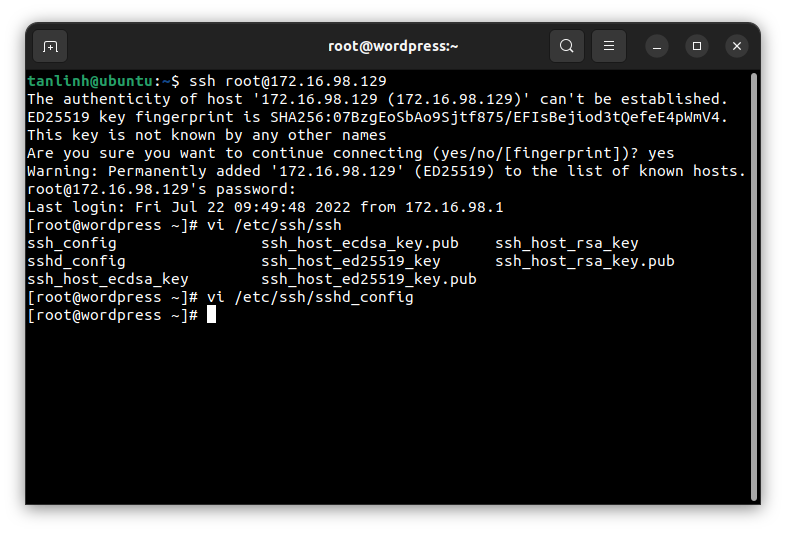 root@wordpress:~
tanlinh@ubuntu:~$ ssh root@172.16.98.129
The authenticity of host '172.16.98.129 (172.16.98.129)' can't be established.
ED25519 key fingerprint is SHA256:07BzgEoSbAo9Sjtf875/EFIsBejiod3tQefeE4pWmV4.
This key is not known by any other names
Are you sure you want to continue connecting (yes/no/[fingerprint])? yes
Warning: Permanently added '172.16.98.129' (ED25519) to the list of known hosts.
root@172.16.98.129's password:
Last login: Fri Jul 22 09:49:48 2022 from 172.16.98.1
[root@wordpress ~]# vi /etc/ssh/ssh
ssh_config                ssh_host_ecdsa_key.pub    ssh_host_rsa_key
sshd_config               ssh_host_ed25519_key      ssh_host_rsa_key.pub
ssh_host_ecdsa_key        ssh_host_ed25519_key.pub
[root@wordpress ~]# vi /etc/ssh/sshd_config
[root@wordpress ~]#